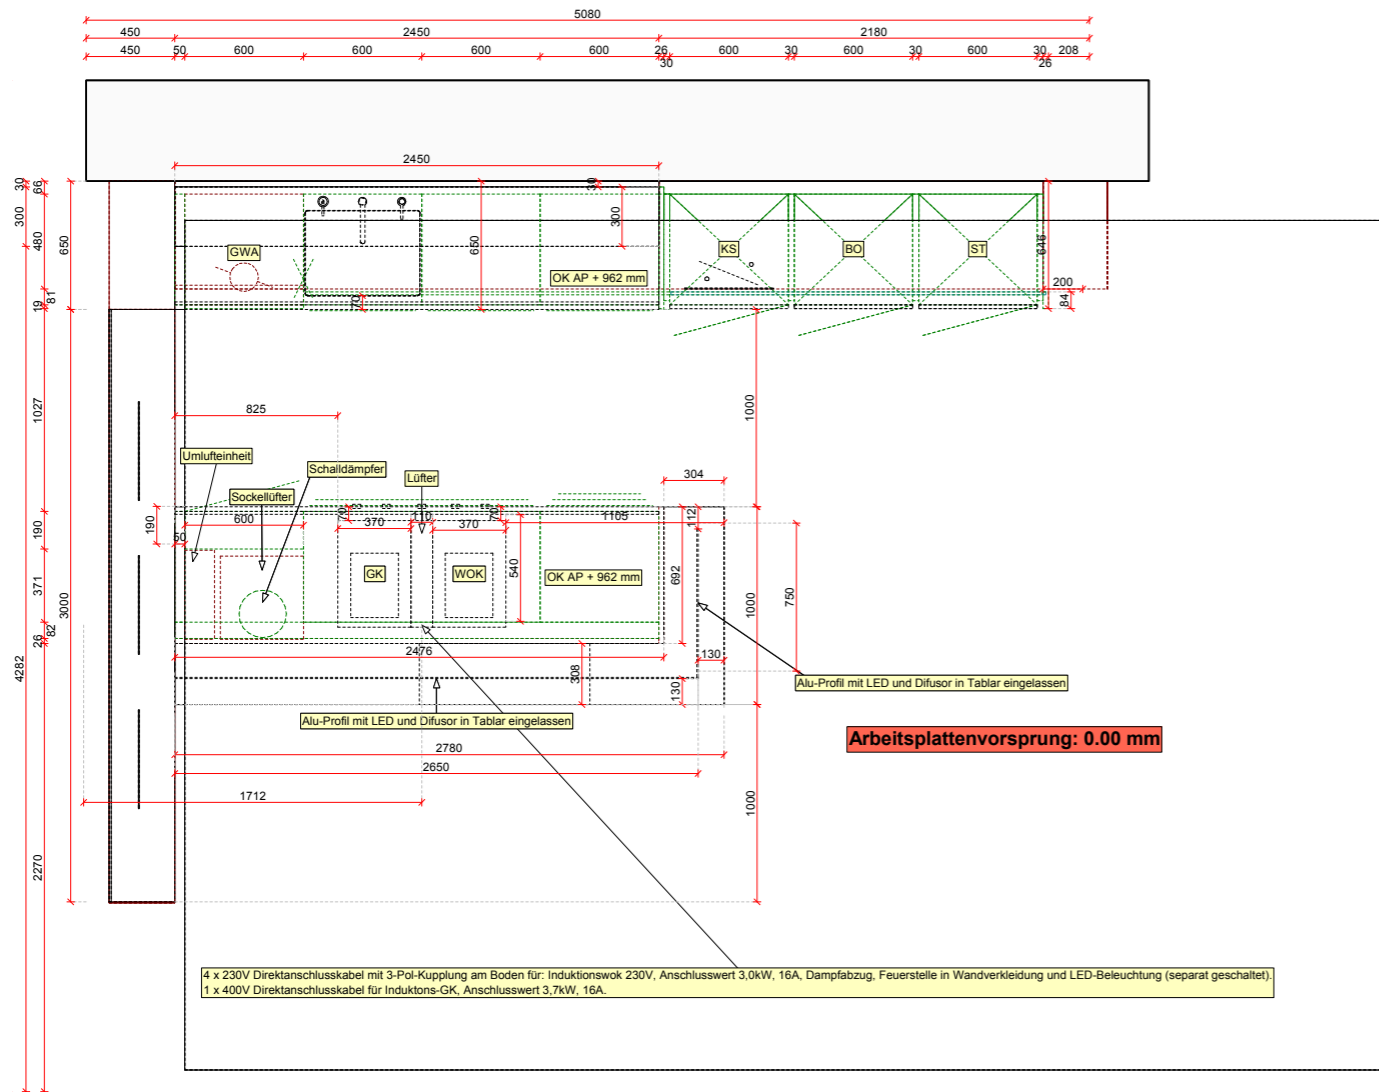 5080
450 2450 2180
450 50 600 600 600 600 26 30 600 30 600 30 600 30 26 208
2450
30 66 30
300 480 650 650 300 646
GWA KS BO ST
OK AP + 962 mm
200
81 19 70 84
825
1027 1000
Umlufteinheit
Schalldämpfer
Lüfter
Sockellüfter
304
190 190 600 70 370 110 370 70 1105 112
50
GK WOK OK AP + 962 mm
540 692 1000 750
371 3000 26 82
4282
2476 308 130 130
Alu-Profil mit LED und Difusor in Tablar eingelassen
Alu-Profil mit LED und Difusor in Tablar eingelassen
Arbeitsplattenvorsprung: 0.00 mm
2780
2650
1712 1000
2270
4 x 230V Direktanschlusskabel mit 3-Pol-Kupplung am Boden für: Induktionswok 230V, Anschlusswert 3,0kW, 16A, Dampfabzug, Feuerstelle in Wandverkleidung und LED-Beleuchtung (separat geschaltet).
1 x 400V Direktanschlusskabel für Induktons-GK, Anschlusswert 3,7kW, 16A.